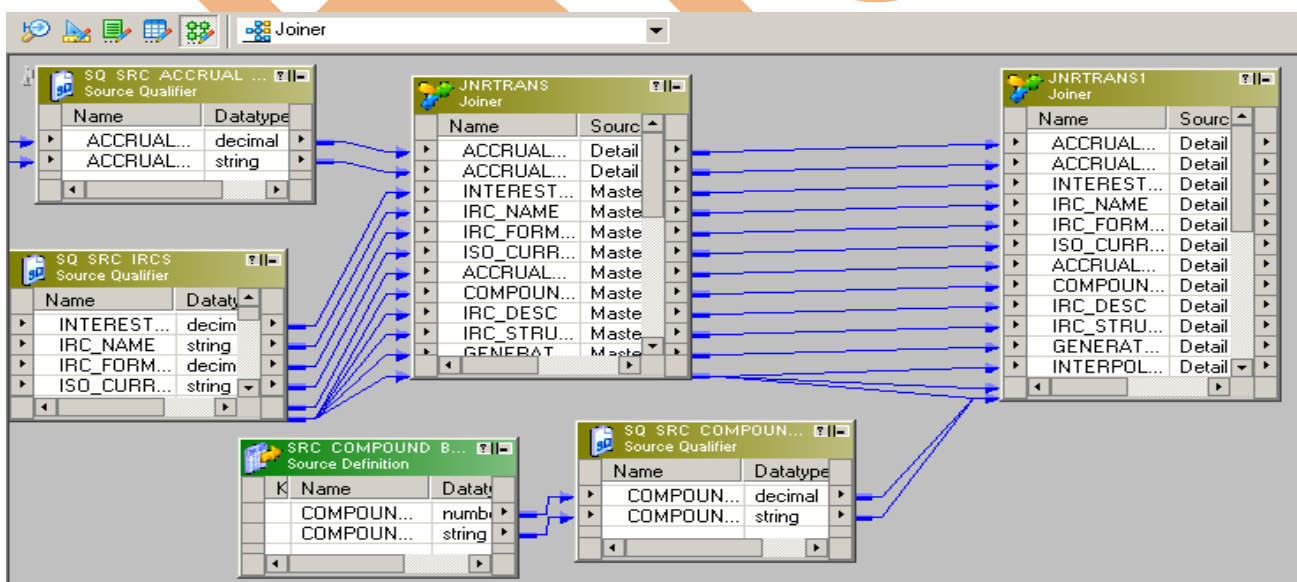 Joiner
SQ SRC ACCRUAL ...
Source Qualifier
Name Datatype
ACCRUAL... decimal
ACCRUAL... string
JNRTRANS
Joiner
Name Sourc
ACCRUAL... Detail
ACCRUAL... Detail
INTEREST... Maste
IRC_NAME Maste
IRC_FORM... Maste
ISO_CURR... Maste
ACCRUAL... Maste
COMPOUN... Maste
IRC_DESC Maste
IRC_STRU... Maste
GENERAT... Maste
JNRTRANS1
Joiner
Name Sourc
ACCRUAL... Detail
ACCRUAL... Detail
INTEREST... Detail
IRC_NAME Detail
IRC_FORM... Detail
ISO_CURR... Detail
ACCRUAL... Detail
COMPOUN... Detail
IRC_DESC Detail
IRC_STRU... Detail
GENERAT... Detail
INTERPOL... Detail
SQ SRC IRCS
Source Qualifier
Name Dataty
INTEREST... decim
IRC_NAME string
IRC_FORM... decim
ISO_CURR... string
SRC COMPOUND B...
Source Definition
K Name Dataty
COMPOUN... numb
COMPOUN... string
SQ SRC COMPOUN...
Source Qualifier
Name Datatype
COMPOUN... decimal
COMPOUN... string